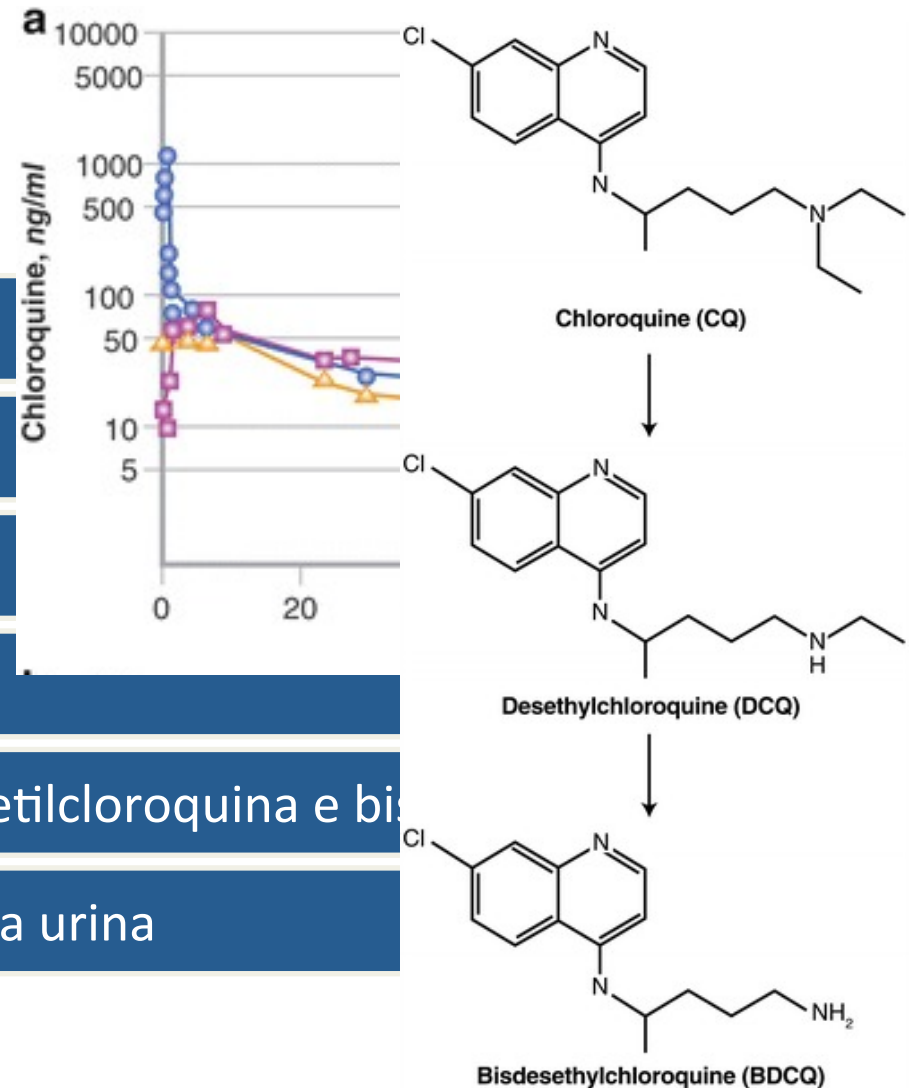 a
10000
5000
1000
500
100
50
10
5
Chloroquine, ng/ml
0
20
etilcloroquina e bis
a urina
Cl
N
N
N
Chloroquine (CQ)
Cl
N
N
N
H
Desethylchloroquine (DCQ)
Cl
N
N
NH2
Bisdesethylchloroquine (BDCQ)